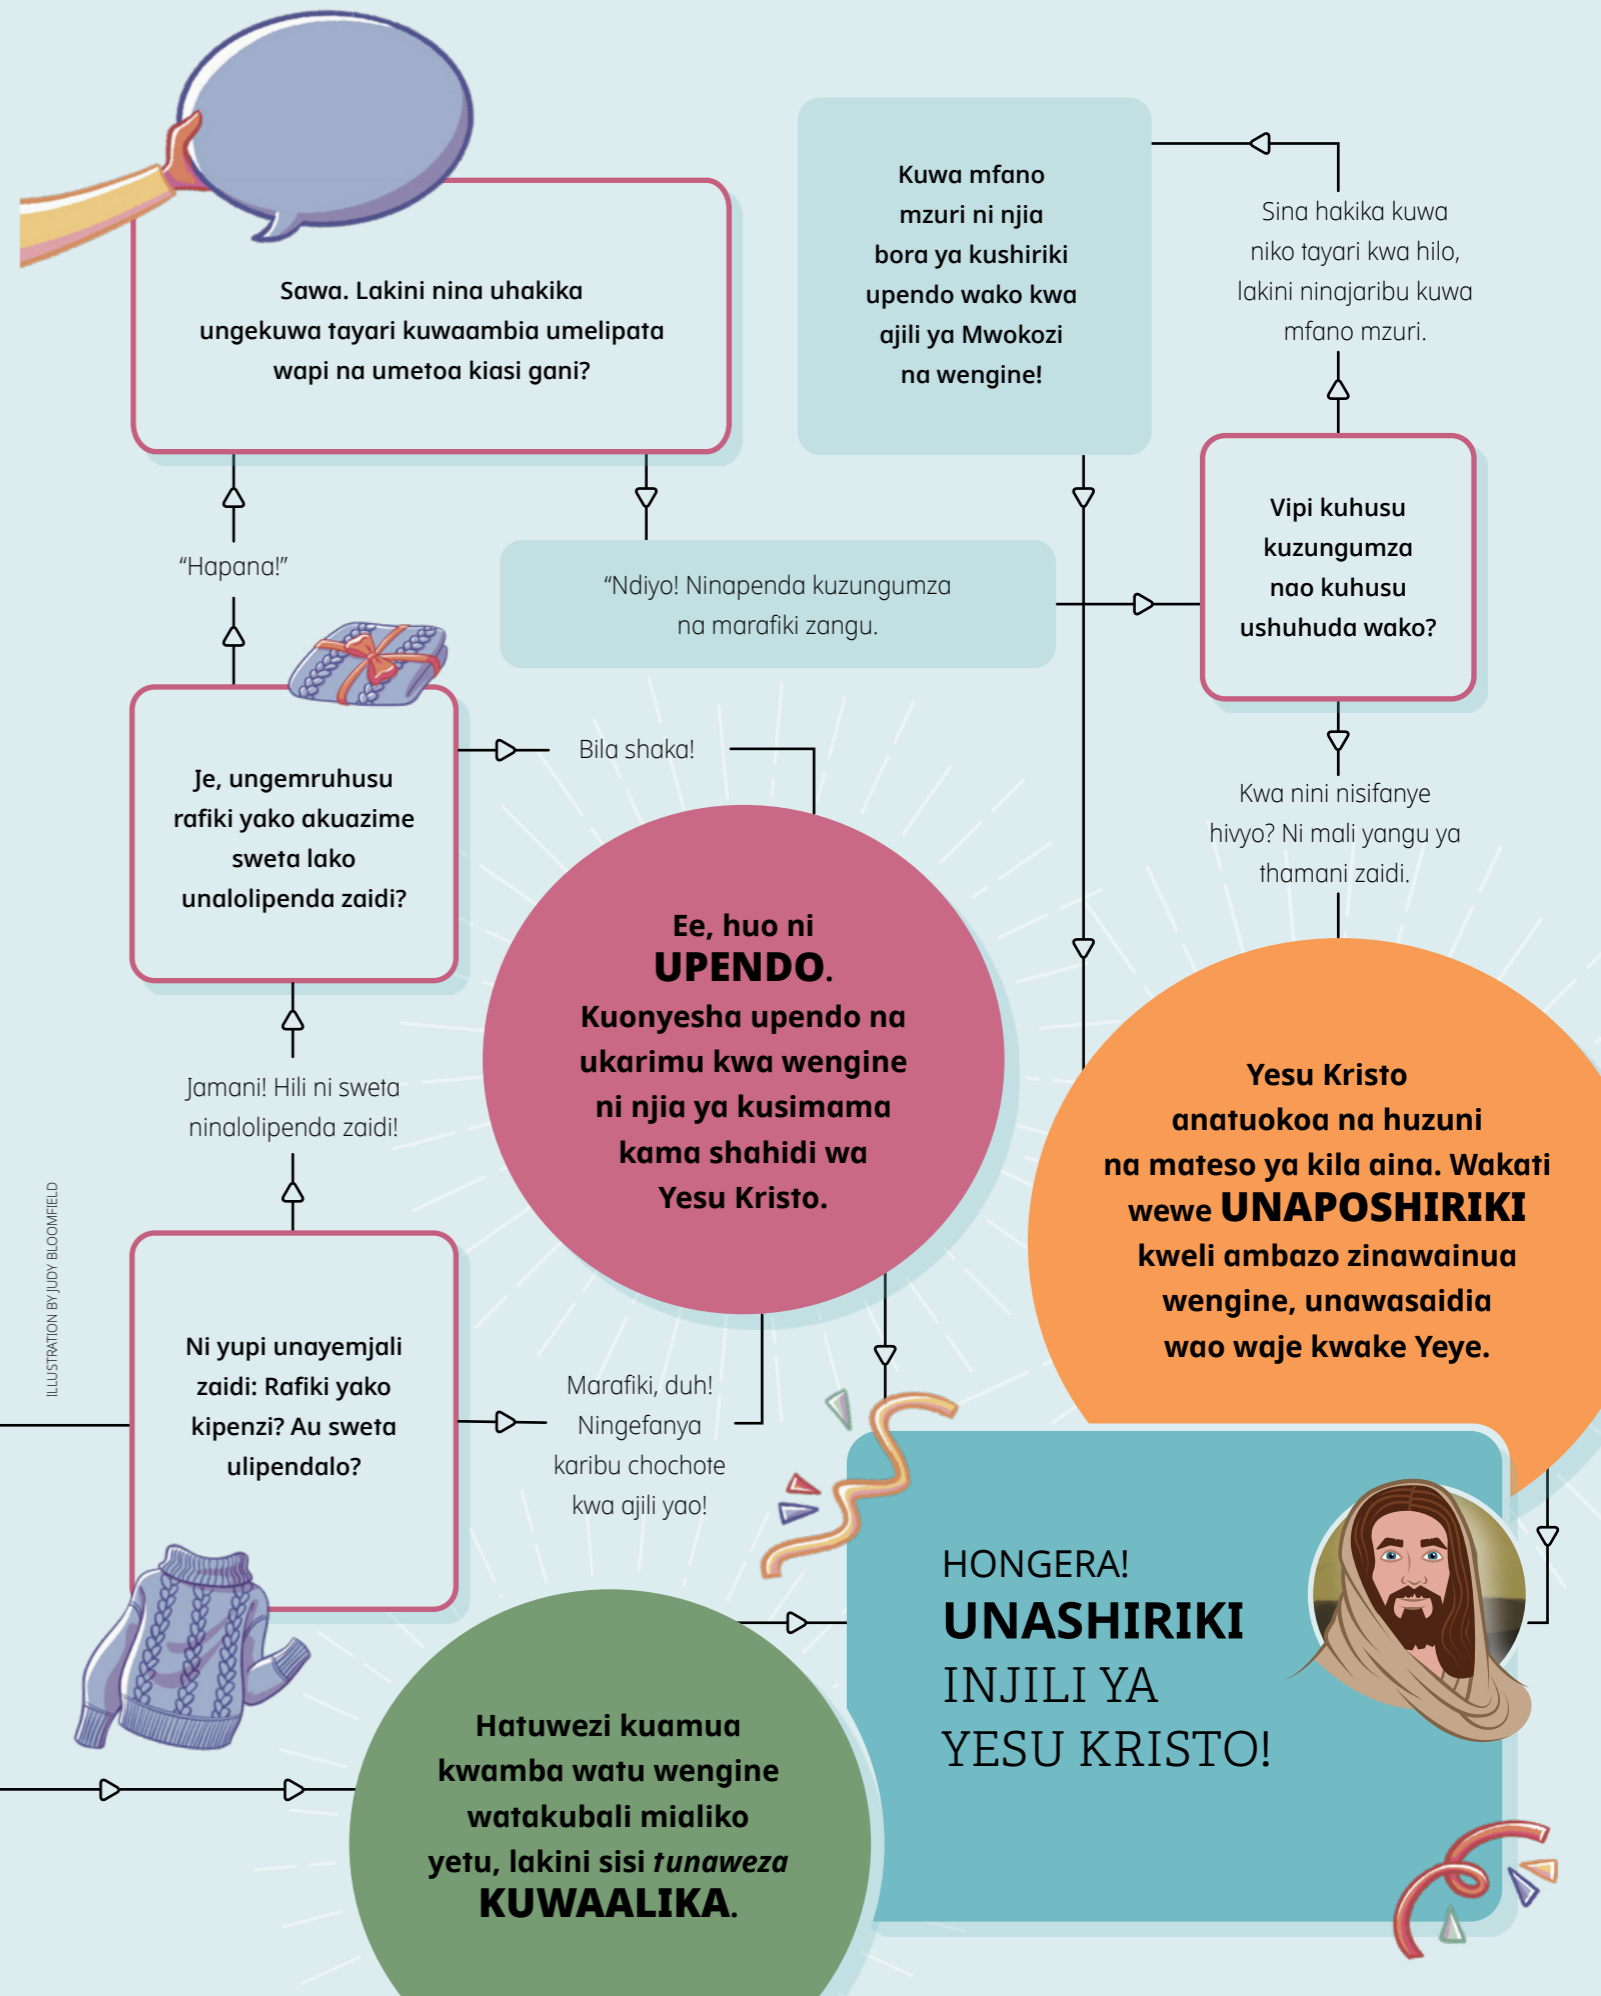 Sawa. Lakini nina uhakika
ungekuwa tayari kuwaambia umelipata
wapi na umetoa kiasi gani?
Kuwa mfano
mzuri ni njia
bora ya kushiriki
upendo wako kwa
ajili ya Mwokozi
na wengine!
Sina hakika kuwa
niko tayari kwa hilo,
lakini ninajaribu kuwa
mfano mzuri.
“Hapana!”
“Ndiyo! Ninapenda kuzungumza
na marafiki zangu.
Vipi kuhusu
kuzungumza
nao kuhusu
ushuhuda wako?
Je, ungemruhusu
rafiki yako akuazime
sweta lako
unalolipenda zaidi?
Bila shaka!
Kwa nini nisifanye
hivyo? Ni mali yangu ya
thamani zaidi.
Ee, huo ni
UPENDO.
Kuonyesha upendo na
ukarimu kwa wengine
ni njia ya kusimama
kama shahidi wa
Yesu Kristo.
Jamani! Hili ni sweta
ninalolipenda zaidi!
Yesu Kristo
anatuokoa na huzuni
na mateso ya kila aina. Wakati
wewe UNAPOSHIRIKI
kweli ambazo zinawainua
wengine, unawasaidia
wao waje kwake Yeye.
ILLUSTRATION BY JUDY BLOOMFIELD
Ni yupi unayemjali
zaidi: Rafiki yako
kipenzi? Au sweta
ulipendalo?
Marafiki, duh!
Ningefanya
karibu chochote
kwa ajili yao!
HONGERA!
UNASHIRIKI
INJILI YA
YESU KRISTO!
Hatuwezi kuamua
kwamba watu wengine
watakubali mialiko
yetu, lakini sisi tunaweza
KUWAALIKA.